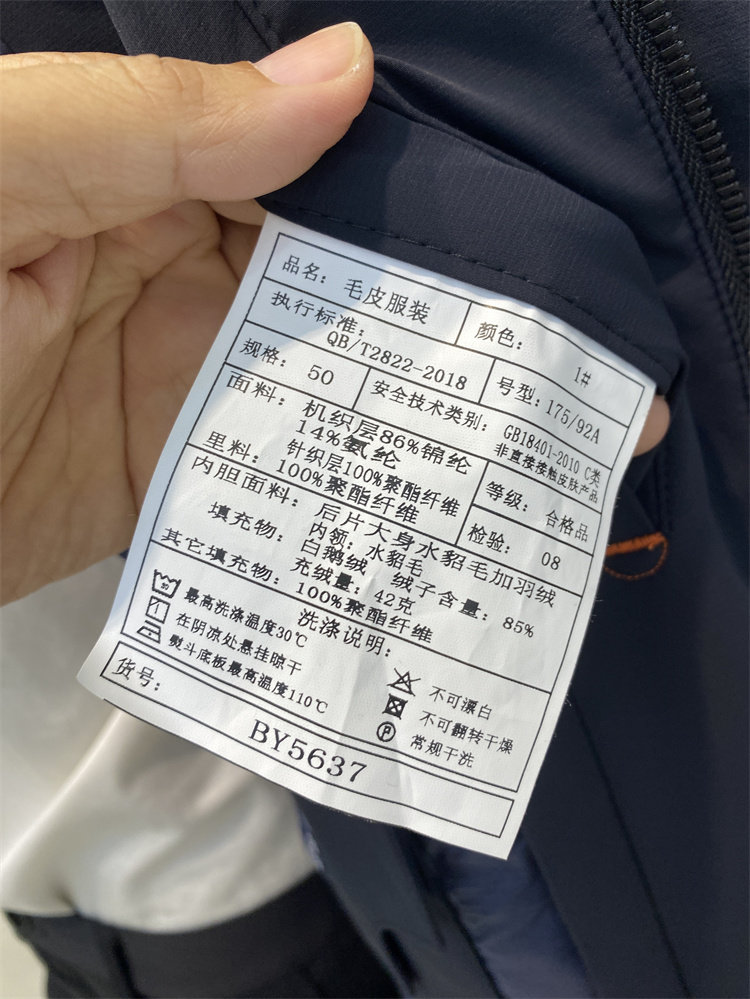 品名： 毛皮服装
颜色： 1#
执行标准： QB/T2822-2018
号型：175/92A
规格： 50
安全技术类别： GB18401-2010 C类
非直接接触皮肤产品
面料： 机织层86%锦纶
14%氨纶
针织层100%聚酯纤维
等级： 合格品
里料： 100%聚酯纤维
检验： 08
内胆面料： 后片大身水貂毛加羽绒
内领：水貂毛
填充物： 白鹅绒 绒子含量：85%
充绒量：42克
其它填充物：100%聚酯纤维
洗涤说明：
最高洗涤温度30℃
在阴凉处悬挂晾干
熨斗底板最高温度110℃
不可漂白
不可翻转干燥
P 常规干洗
货号： BY5637